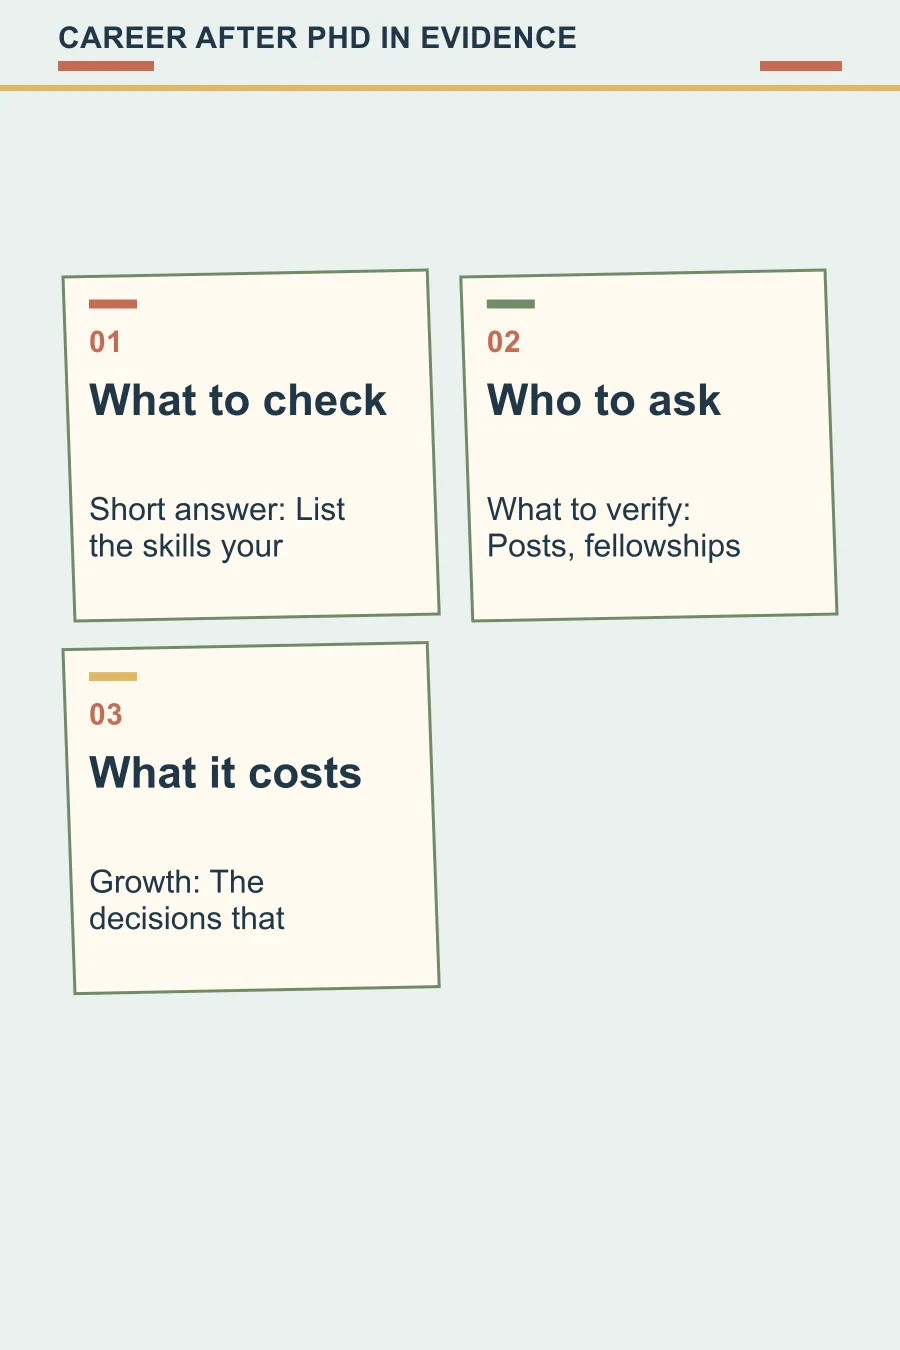 CAREER AFTER PHD IN EVIDENCE
01
What to check
Short answer: List
the skills your
02
Who to ask
What to verify:
Posts, fellowships
03
What it costs
Growth: The
decisions that